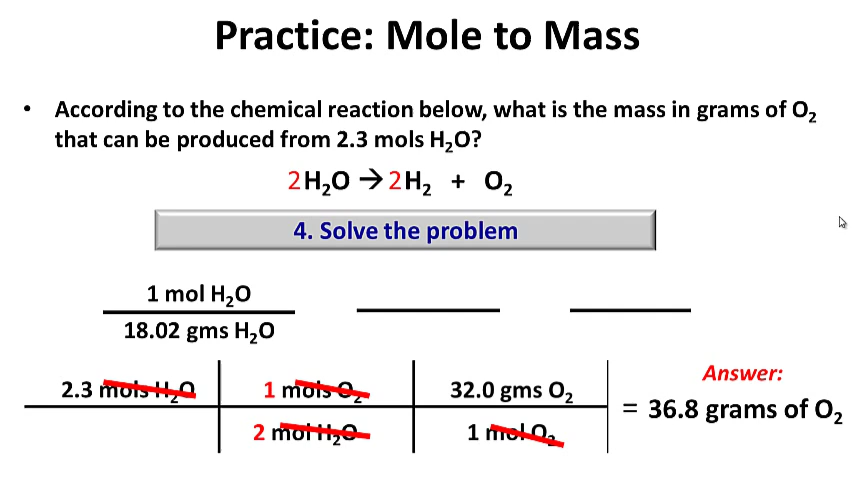 Practice: Mole to Mass
• According to the chemical reaction below, what is the mass in grams of O₂
that can be produced from 2.3 mols H₂O?
2H₂O → 2H₂ + O₂
4. Solve the problem
1 mol H₂O
18.02 gms H₂O
2.3 mols H₂O 1 mols O₂ 32.0 gms O₂
2 mol H₂O 1 mol O₂
Answer:
= 36.8 grams of O₂